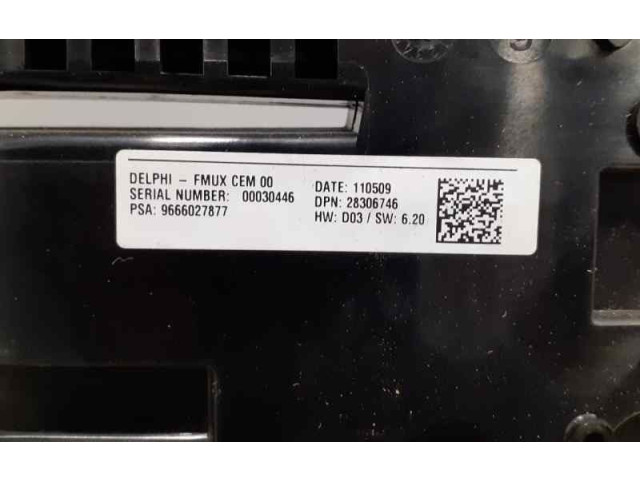 DELPHI - FMUX CEM 00
SERIAL NUMBER: 00030446
PSA: 9666027877
DATE: 110509
DPN: 28306746
HW: D03 / SW: 6.20